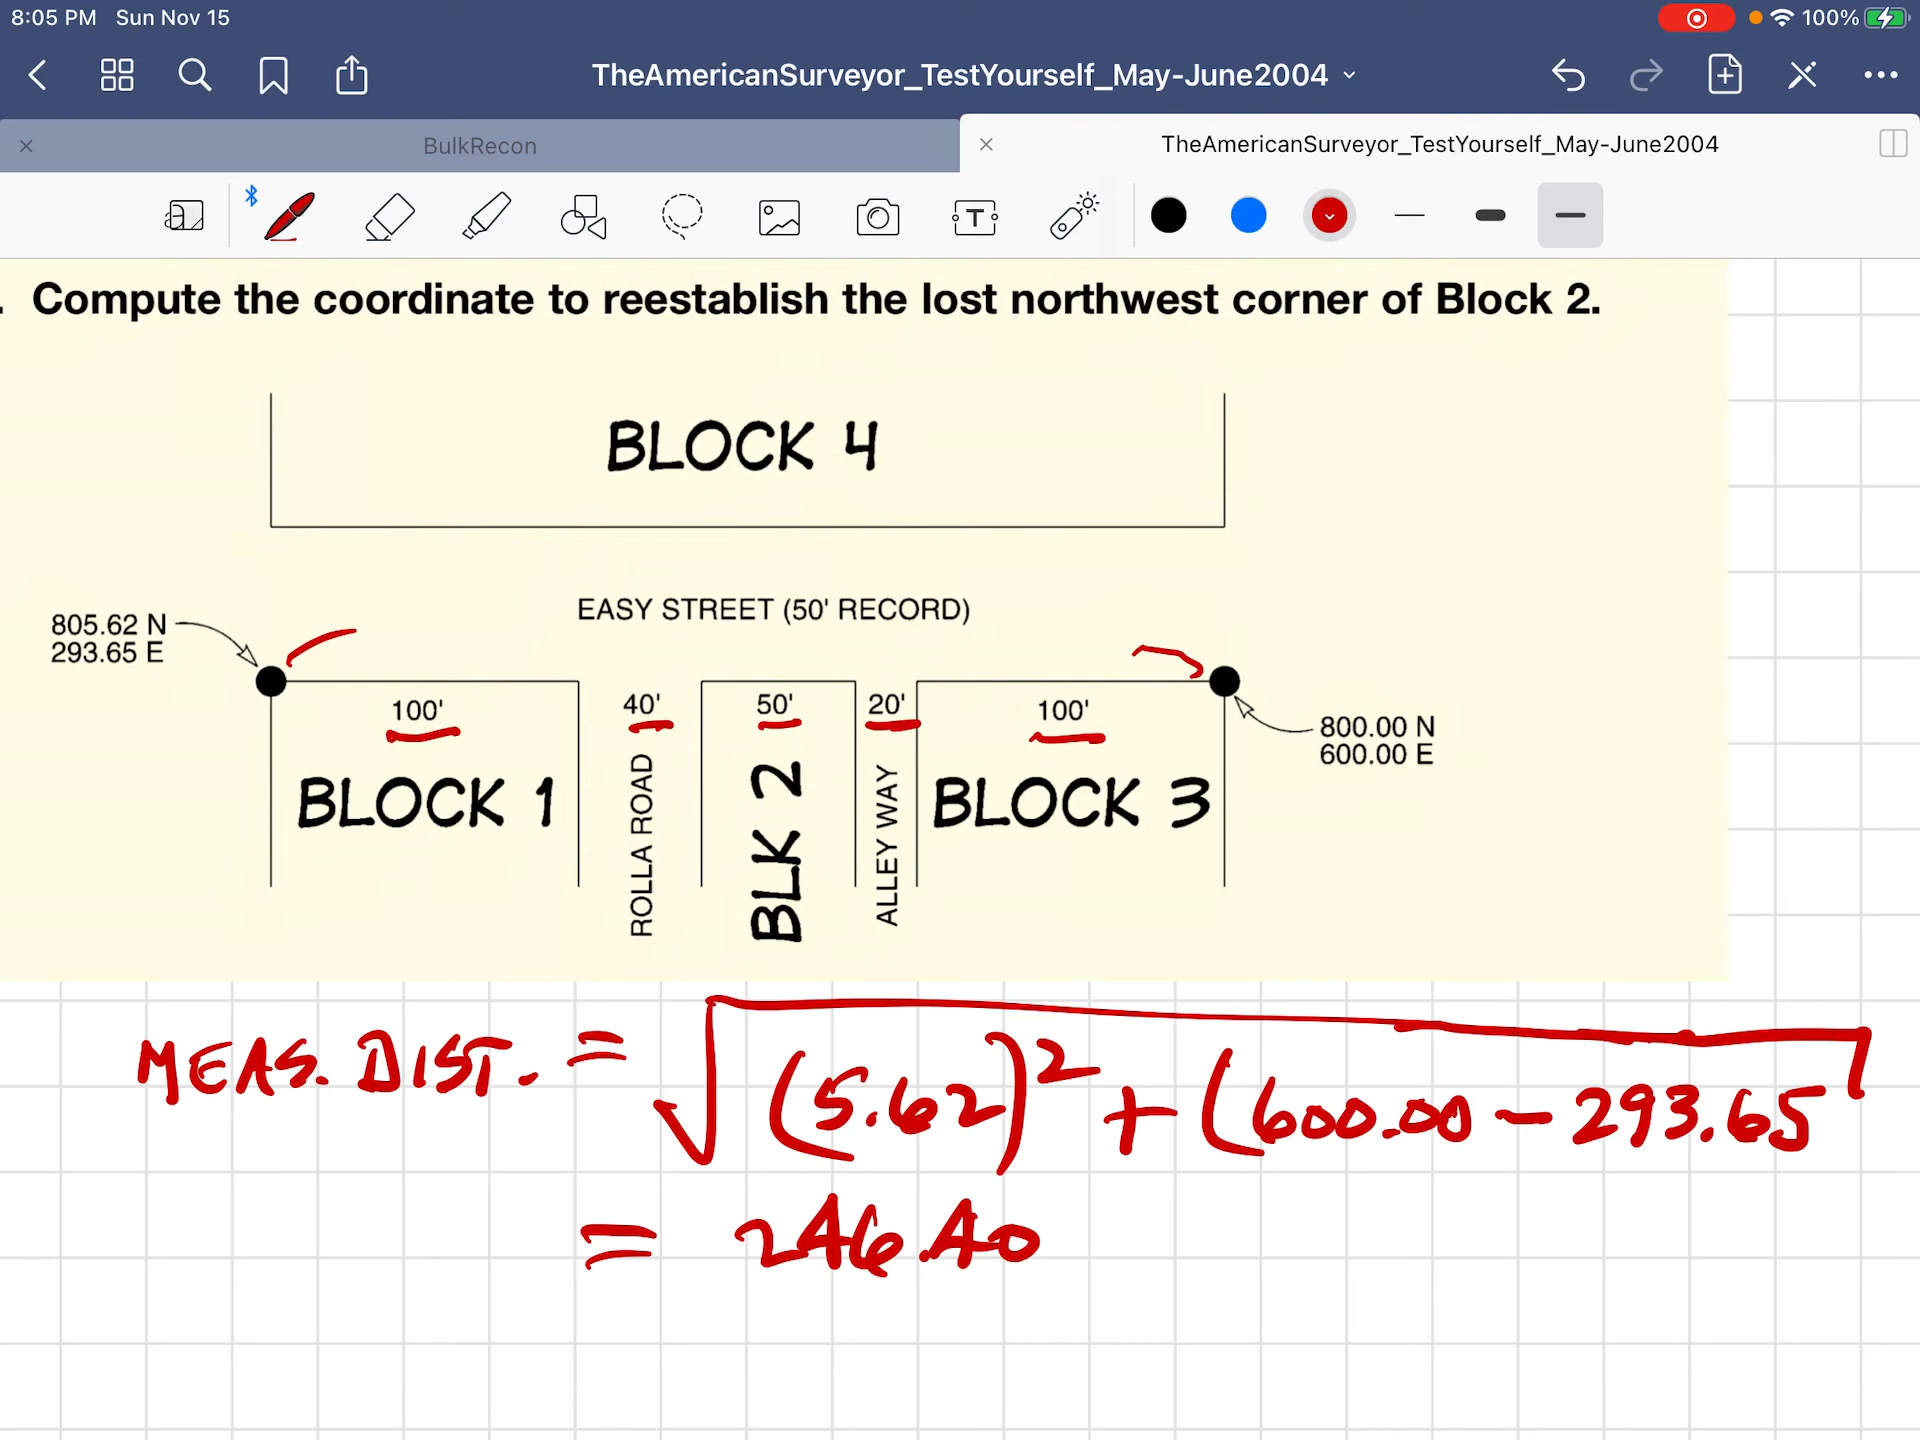 8:05 PM Sun Nov 15
100%
TheAmericanSurveyor_TestYourself_May-June2004
BulkRecon
TheAmericanSurveyor_TestYourself_May-June2004
a
T
. Compute the coordinate to reestablish the lost northwest corner of Block 2.
BLOCK 4
EASY STREET (50' RECORD)
805.62 N
293.65 E
100'
40'
50'
20'
100'
800.00 N
600.00 E
BLOCK 1
ROLLA ROAD
BLK 2
ALLEY WAY
BLOCK 3
MEAS. DIST. = √(5.62)² + (600.00 - 293.65
= 246.40